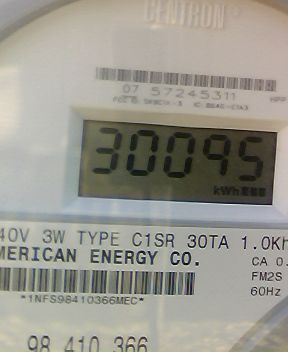 CENTRON®
07 57245311
30095
kWh
40V 3W TYPE C1SR 30TA 1.0Kh
MERICAN ENERGY CO.
CA 0.
FM2S
*1NFS98410366MEC*
60Hz
98 410 366